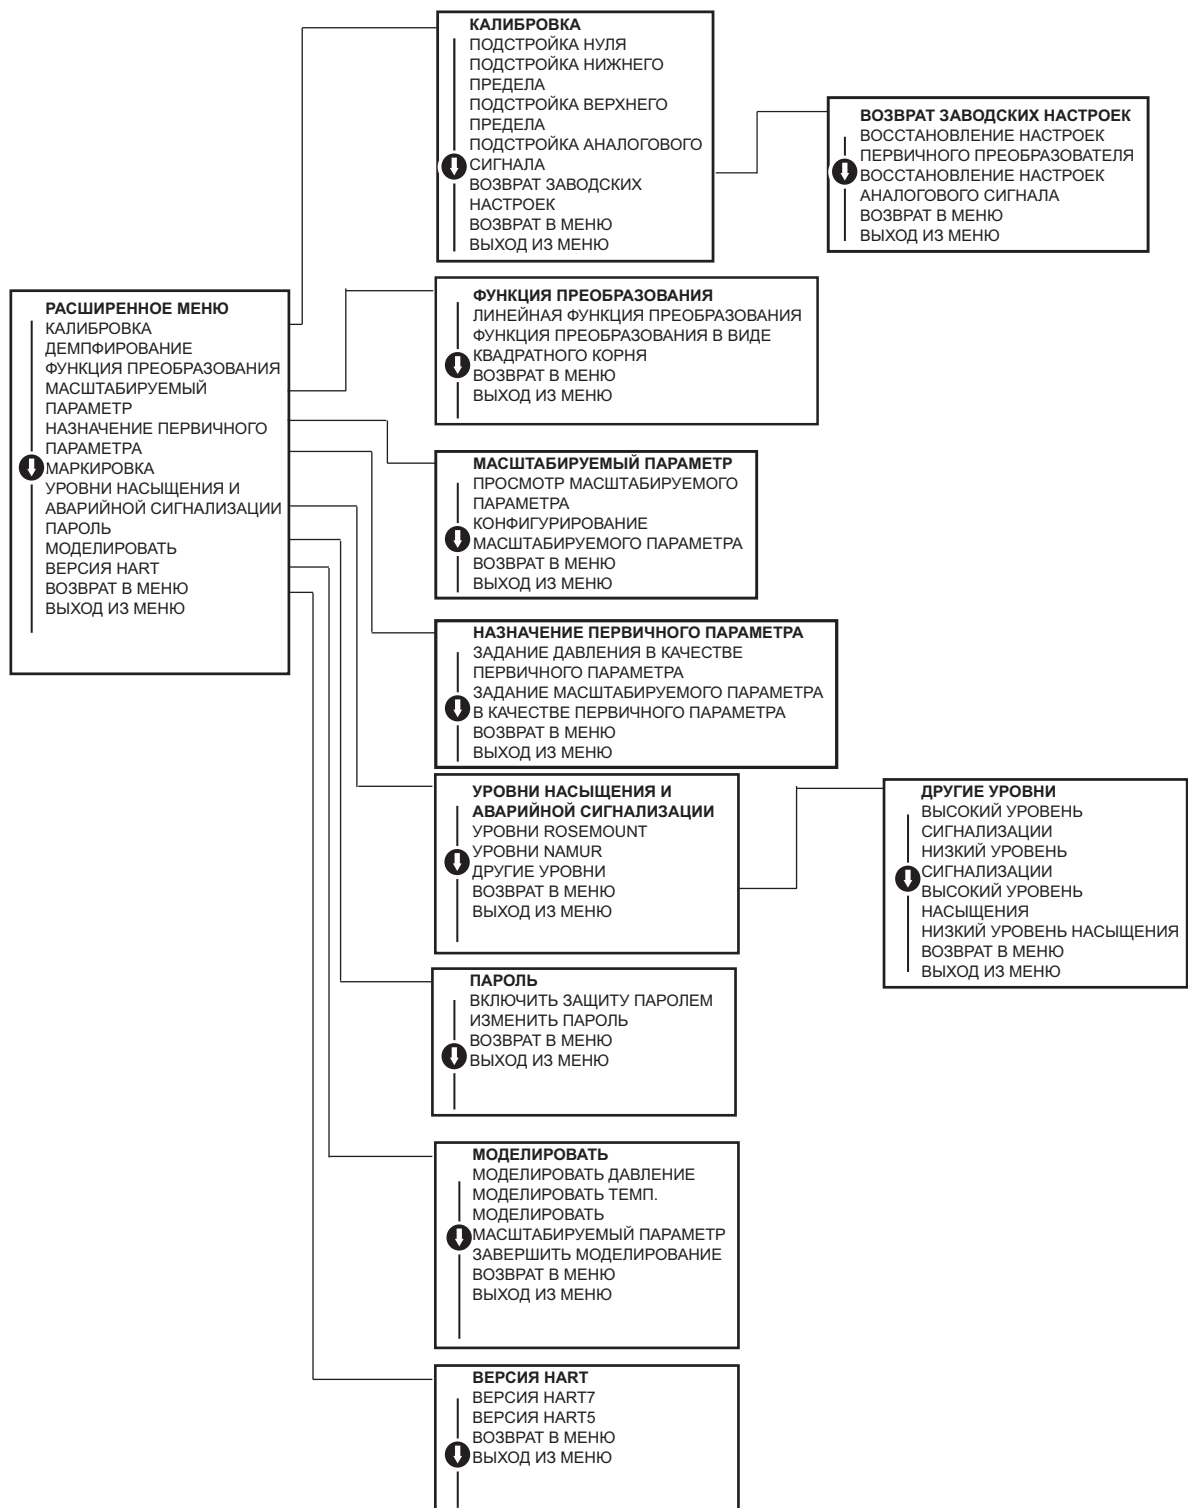 РАСШИРЕННОЕ МЕНЮ
КАЛИБРОВКА
ДЕМПФИРОВАНИЕ
ФУНКЦИЯ ПРЕОБРАЗОВАНИЯ
МАСШТАБИРУЕМЫЙ
ПАРАМЕТР
НАЗНАЧЕНИЕ ПЕРВИЧНОГО
ПАРАМЕТРА
МАРКИРОВКА
УРОВНИ НАСЫЩЕНИЯ И
АВАРИЙНОЙ СИГНАЛИЗАЦИИ
ПАРОЛЬ
МОДЕЛИРОВАТЬ
ВЕРСИЯ HART
ВОЗВРАТ В МЕНЮ
ВЫХОД ИЗ МЕНЮ
КАЛИБРОВКА
ПОДСТРОЙКА НУЛЯ
ПОДСТРОЙКА НИЖНЕГО
ПРЕДЕЛА
ПОДСТРОЙКА ВЕРХНЕГО
ПРЕДЕЛА
ПОДСТРОЙКА АНАЛОГОВОГО
СИГНАЛА
ВОЗВРАТ ЗАВОДСКИХ
НАСТРОЕК
ВОЗВРАТ В МЕНЮ
ВЫХОД ИЗ МЕНЮ
ВОЗВРАТ ЗАВОДСКИХ НАСТРОЕК
ВОССТАНОВЛЕНИЕ НАСТРОЕК
ПЕРВИЧНОГО ПРЕОБРАЗОВАТЕЛЯ
ВОССТАНОВЛЕНИЕ НАСТРОЕК
АНАЛОГОВОГО СИГНАЛА
ВОЗВРАТ В МЕНЮ
ВЫХОД ИЗ МЕНЮ
ФУНКЦИЯ ПРЕОБРАЗОВАНИЯ
ЛИНЕЙНАЯ ФУНКЦИЯ ПРЕОБРАЗОВАНИЯ
ФУНКЦИЯ ПРЕОБРАЗОВАНИЯ В ВИДЕ
КВАДРАТНОГО КОРНЯ
ВОЗВРАТ В МЕНЮ
ВЫХОД ИЗ МЕНЮ
МАСШТАБИРУЕМЫЙ ПАРАМЕТР
ПРОСМОТР МАСШТАБИРУЕМОГО
ПАРАМЕТРА
КОНФИГУРИРОВАНИЕ
МАСШТАБИРУЕМОГО ПАРАМЕТРА
ВОЗВРАТ В МЕНЮ
ВЫХОД ИЗ МЕНЮ
НАЗНАЧЕНИЕ ПЕРВИЧНОГО ПАРАМЕТРА
ЗАДАНИЕ ДАВЛЕНИЯ В КАЧЕСТВЕ
ПЕРВИЧНОГО ПАРАМЕТРА
ЗАДАНИЕ МАСШТАБИРУЕМОГО ПАРАМЕТРА
В КАЧЕСТВЕ ПЕРВИЧНОГО ПАРАМЕТРА
ВОЗВРАТ В МЕНЮ
ВЫХОД ИЗ МЕНЮ
УРОВНИ НАСЫЩЕНИЯ И
АВАРИЙНОЙ СИГНАЛИЗАЦИИ
УРОВНИ ROSEMOUNT
УРОВНИ NAMUR
ДРУГИЕ УРОВНИ
ВОЗВРАТ В МЕНЮ
ВЫХОД ИЗ МЕНЮ
ДРУГИЕ УРОВНИ
ВЫСОКИЙ УРОВЕНЬ
СИГНАЛИЗАЦИИ
НИЗКИЙ УРОВЕНЬ
СИГНАЛИЗАЦИИ
ВЫСОКИЙ УРОВЕНЬ
НАСЫЩЕНИЯ
НИЗКИЙ УРОВЕНЬ НАСЫЩЕНИЯ
ВОЗВРАТ В МЕНЮ
ВЫХОД ИЗ МЕНЮ
ПАРОЛЬ
ВКЛЮЧИТЬ ЗАЩИТУ ПАРОЛЕМ
ИЗМЕНИТЬ ПАРОЛЬ
ВОЗВРАТ В МЕНЮ
ВЫХОД ИЗ МЕНЮ
МОДЕЛИРОВАТЬ
МОДЕЛИРОВАТЬ ДАВЛЕНИЕ
МОДЕЛИРОВАТЬ ТЕМП.
МОДЕЛИРОВАТЬ
МАСШТАБИРУЕМЫЙ ПАРАМЕТР
ЗАВЕРШИТЬ МОДЕЛИРОВАНИЕ
ВОЗВРАТ В МЕНЮ
ВЫХОД ИЗ МЕНЮ
ВЕРСИЯ HART
ВЕРСИЯ HART7
ВЕРСИЯ HART5
ВОЗВРАТ В МЕНЮ
ВЫХОД ИЗ МЕНЮ